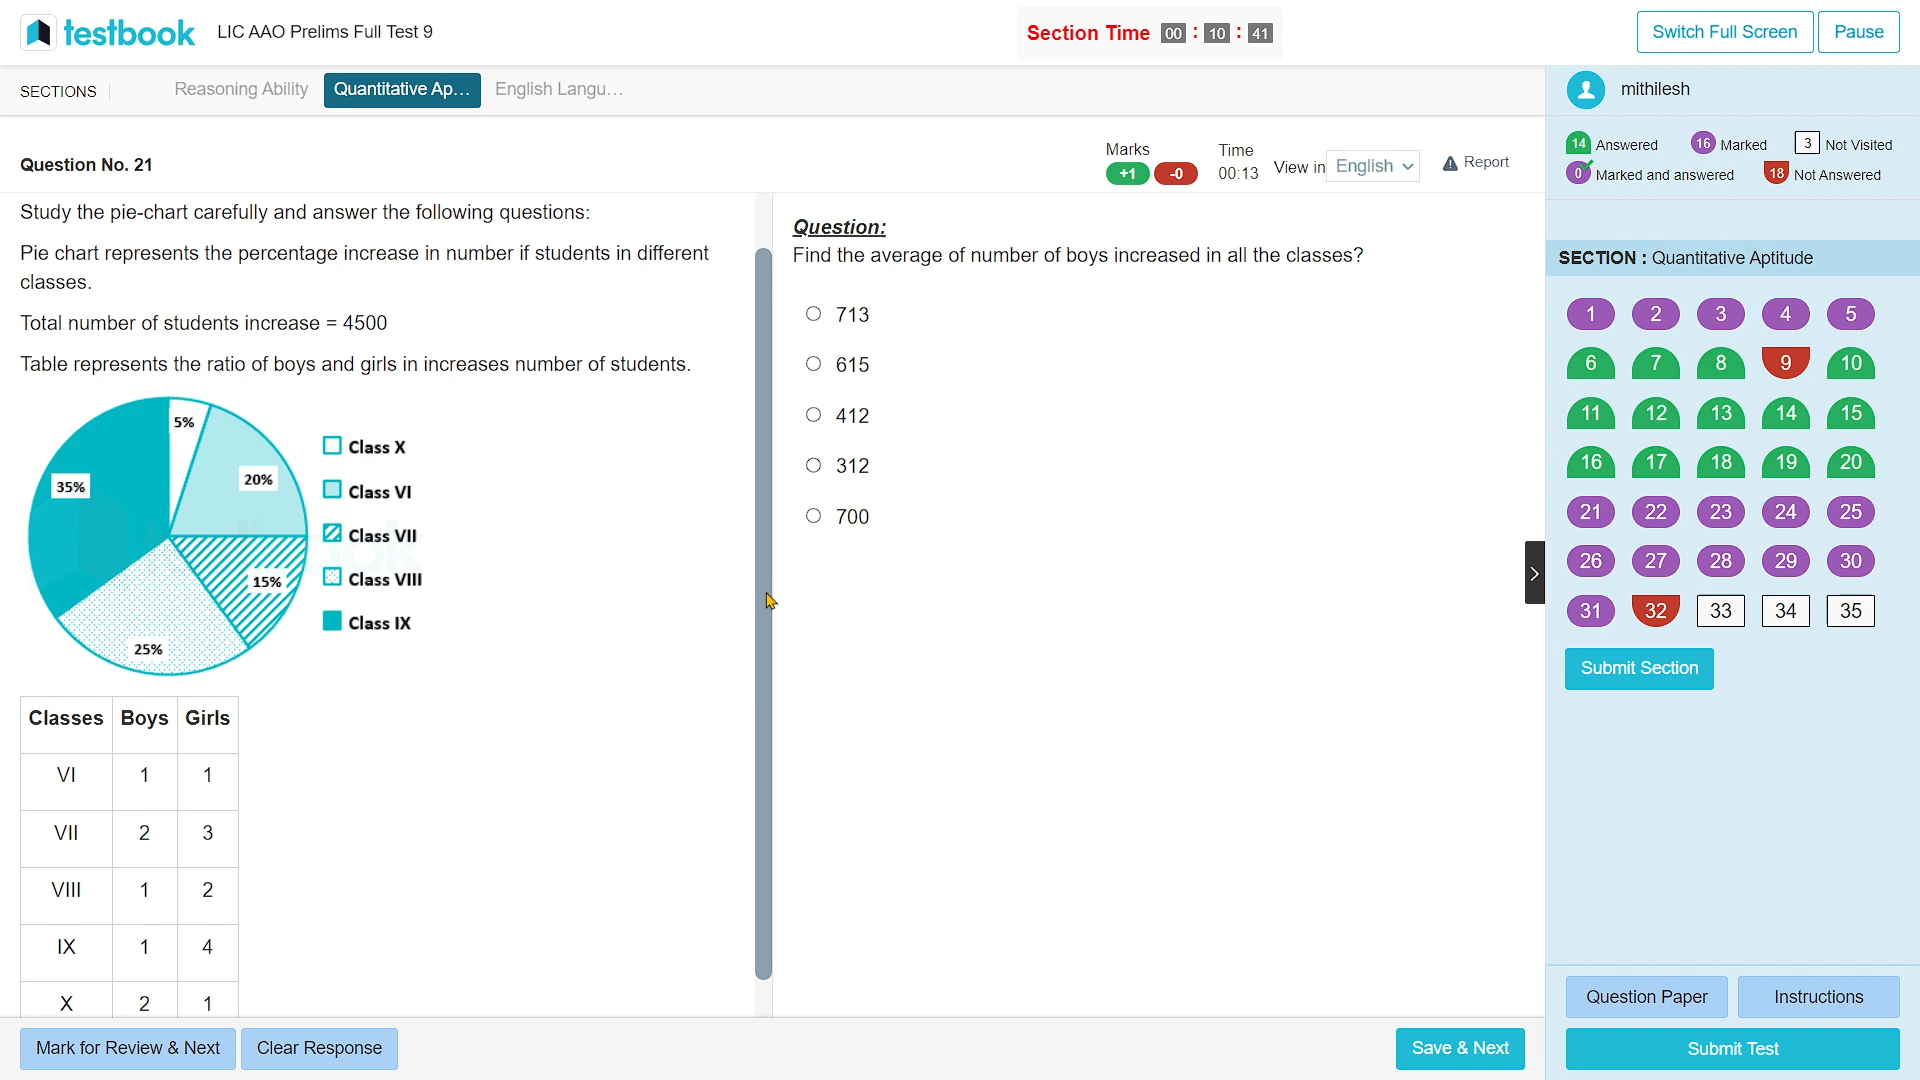 testbook
LIC AAO Prelims Full Test 9
Section Time 00 : 10 : 41
Switch Full Screen
Pause
SECTIONS
Reasoning Ability
Quantitative Ap...
English Langu...
mithilesh
14 Answered
16 Marked
3 Not Visited
0 Marked and answered
18 Not Answered
Question No. 21
Marks
+1 -0
Time
00:13
View in English
Report
Study the pie-chart carefully and answer the following questions:
Pie chart represents the percentage increase in number if students in different
classes.
Total number of students increase = 4500
Table represents the ratio of boys and girls in increases number of students.
5%
20%
15%
25%
35%
Class X
Class VI
Class VII
Class VIII
Class IX
Classes Boys Girls
VI 1 1
VII 2 3
VIII 1 2
IX 1 4
X 2 1
Question:
Find the average of number of boys increased in all the classes?
713
615
412
312
700
SECTION : Quantitative Aptitude
1 2 3 4 5
6 7 8 9 10
11 12 13 14 15
16 17 18 19 20
21 22 23 24 25
26 27 28 29 30
31 32 33 34 35
Submit Section
Question Paper
Instructions
Submit Test
Mark for Review & Next
Clear Response
Save & Next